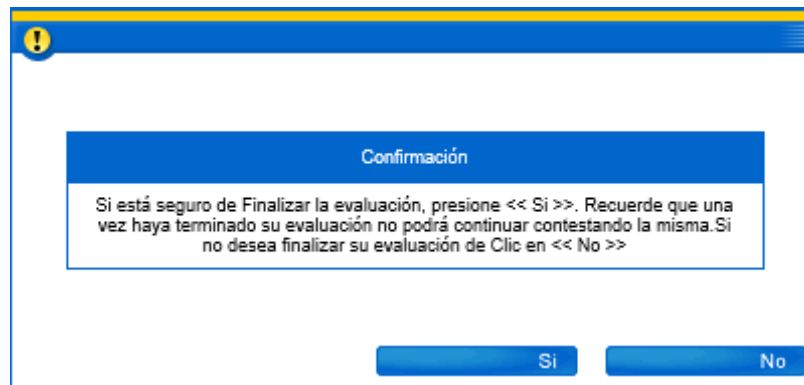 Confirmación
Si está seguro de Finalizar la evaluación, presione << Si >>. Recuerde que una
vez haya terminado su evaluación no podrá continuar contestando la misma.Si
no desea finalizar su evaluación de Clic en << No >>
Si
No